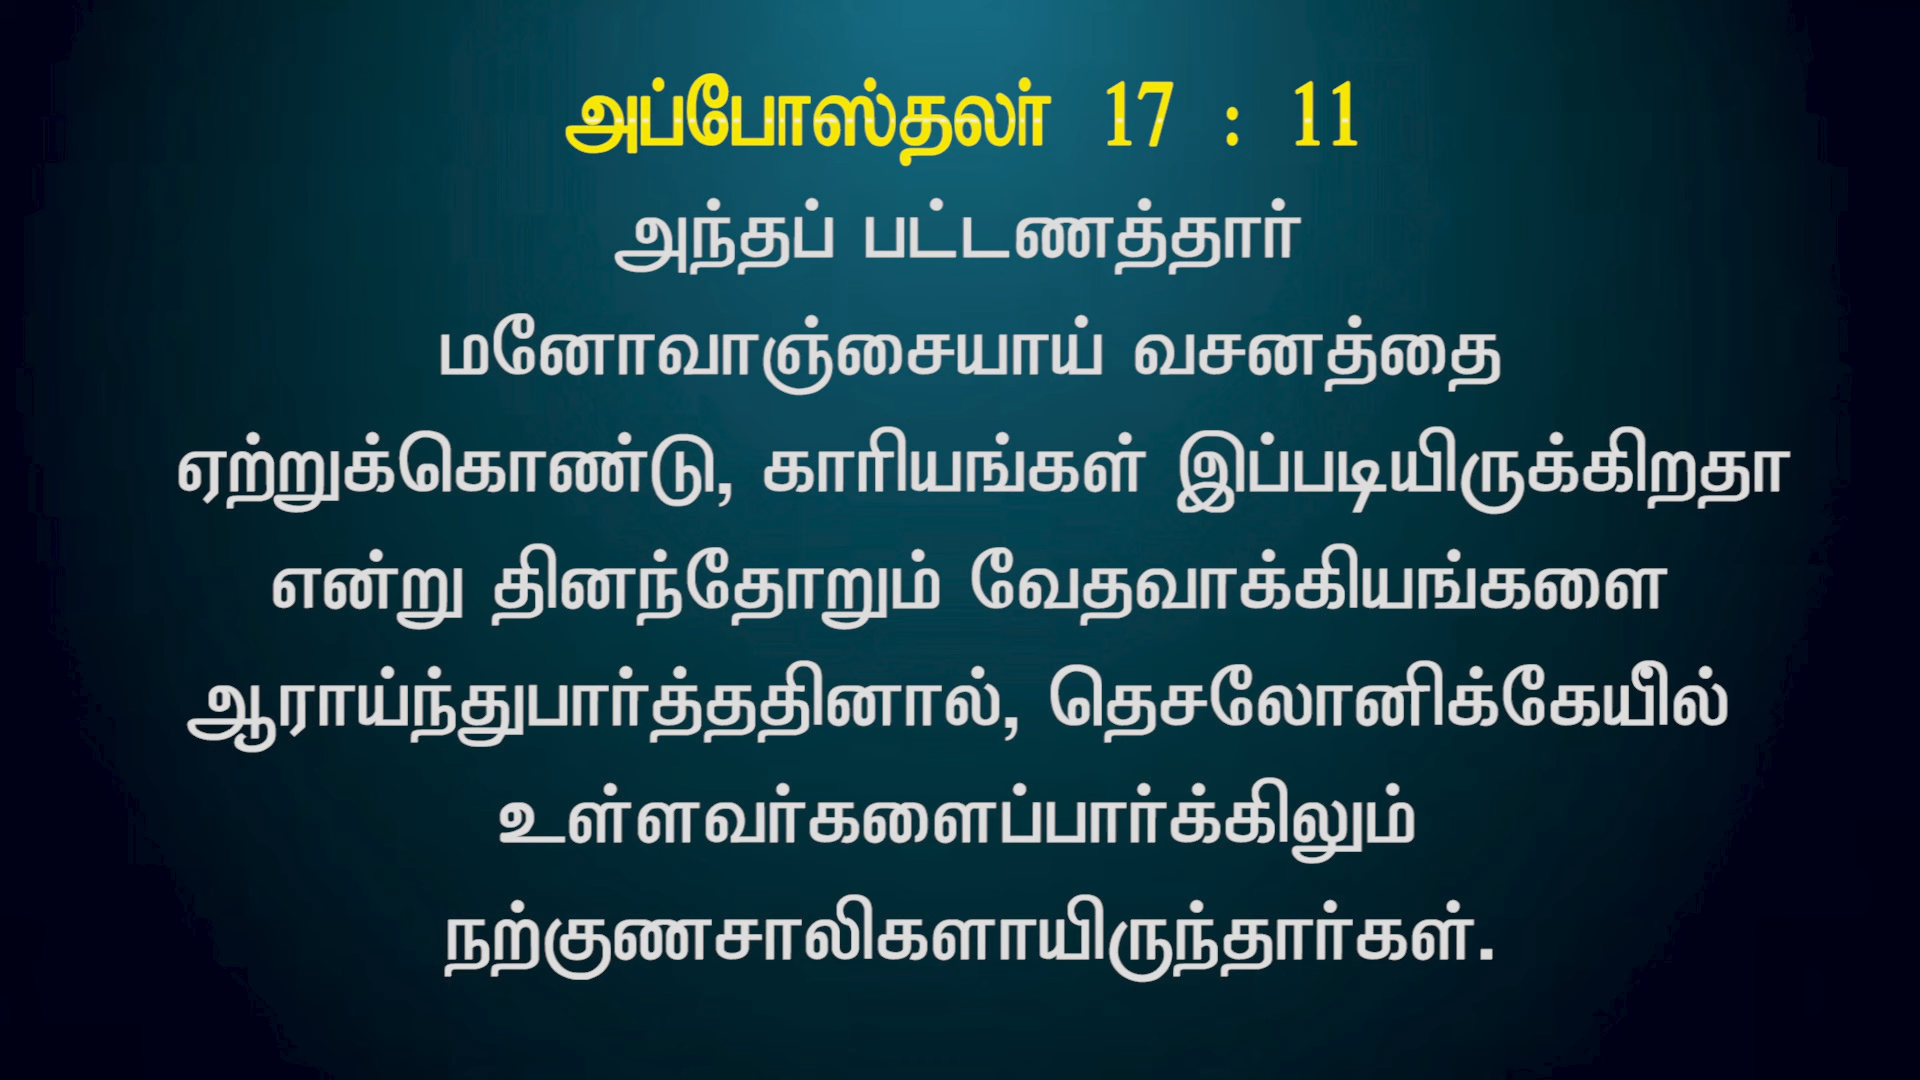 அப்போஸ்தலர் 17 : 11
அந்தப் பட்டணத்தார்
மனோவாஞ்சையாய் வசனத்தை
ஏற்றுக்கொண்டு, காரியங்கள் இப்படியிருக்கிறதா
என்று தினந்தோறும் வேதவாக்கியங்களை
ஆராய்ந்துபார்த்ததினால், தெசலோனிக்கேயீல்
உள்ளவர்களைப்பார்க்கிலும்
நற்குணசாலிகளாயிருந்தார்கள்.